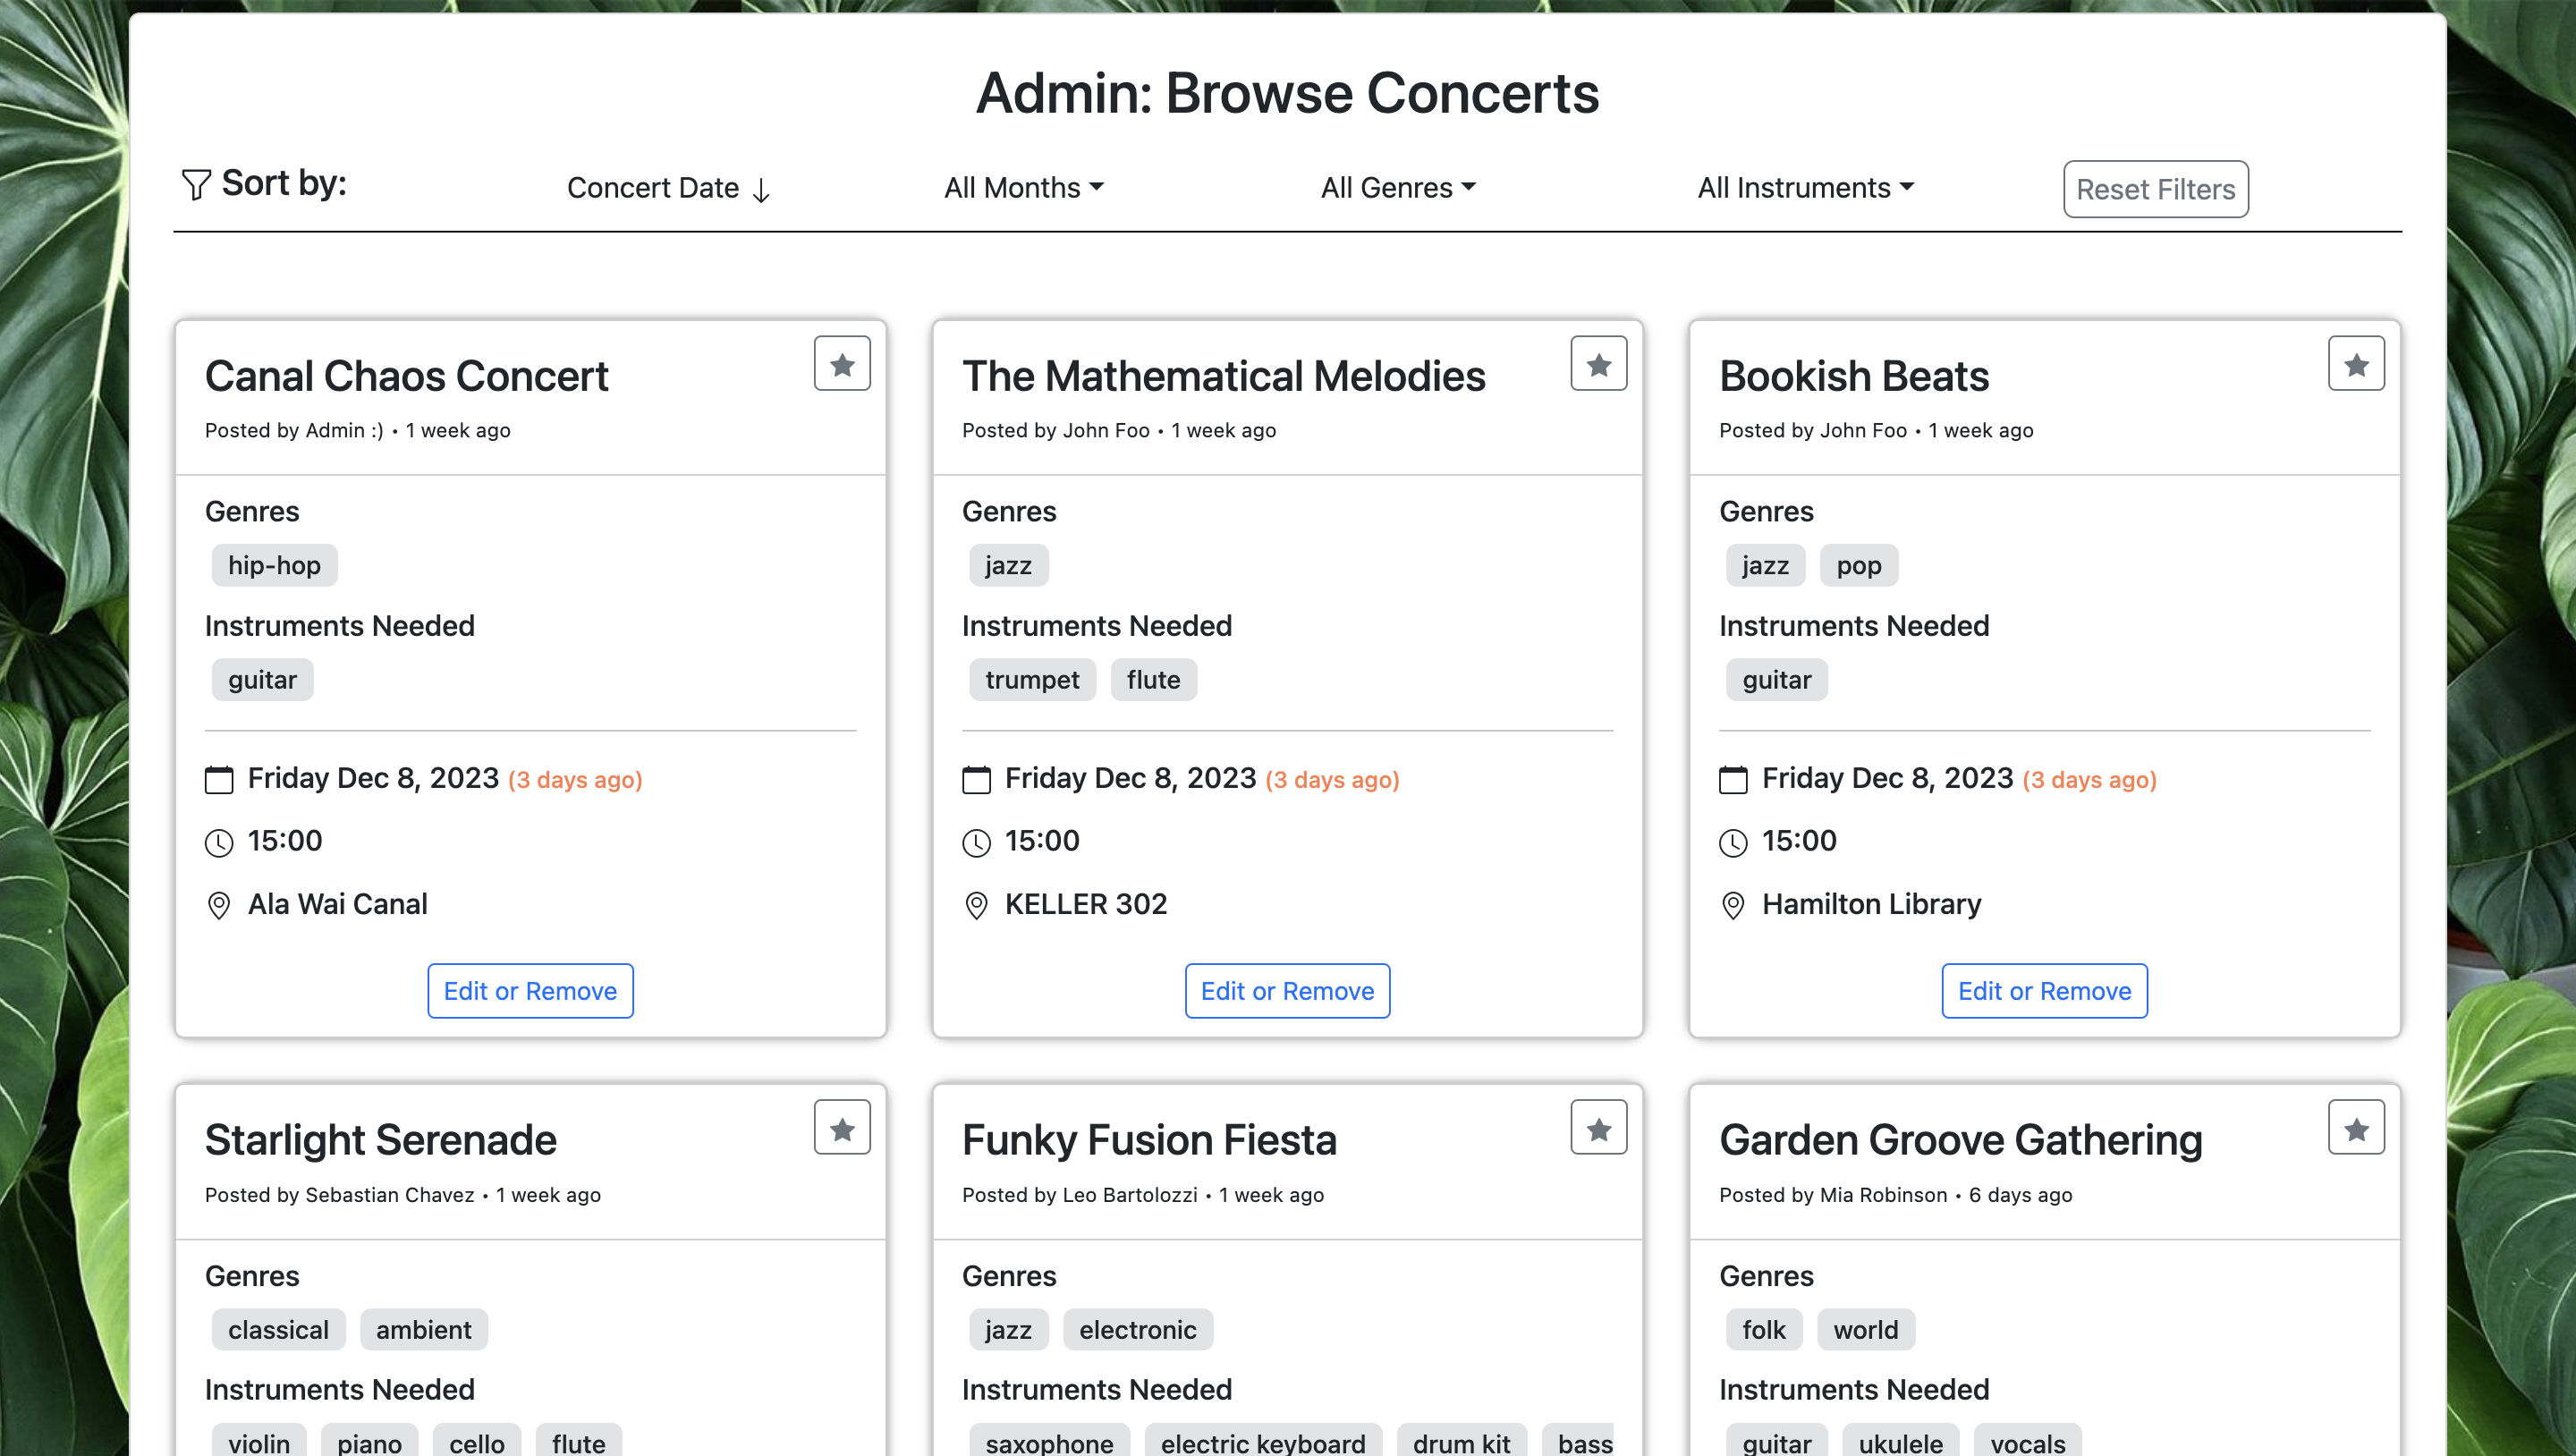 Admin: Browse Concerts
Sort by:
Concert Date
All Months
All Genres
All Instruments
Reset Filters
Canal Chaos Concert
Posted by Admin :) • 1 week ago
Genres
hip-hop
Instruments Needed
guitar
Friday Dec 8, 2023 (3 days ago)
15:00
Ala Wai Canal
Edit or Remove
The Mathematical Melodies
Posted by John Foo • 1 week ago
Genres
jazz
Instruments Needed
trumpet flute
Friday Dec 8, 2023 (3 days ago)
15:00
KELLER 302
Edit or Remove
Bookish Beats
Posted by John Foo • 1 week ago
Genres
jazz pop
Instruments Needed
guitar
Friday Dec 8, 2023 (3 days ago)
15:00
Hamilton Library
Edit or Remove
Starlight Serenade
Posted by Sebastian Chavez • 1 week ago
Genres
classical ambient
Instruments Needed
violin piano cello flute
Funky Fusion Fiesta
Posted by Leo Bartolozzi • 1 week ago
Genres
jazz electronic
Instruments Needed
saxophone electric keyboard drum kit bass
Garden Groove Gathering
Posted by Mia Robinson • 6 days ago
Genres
folk world
Instruments Needed
guitar ukulele vocals